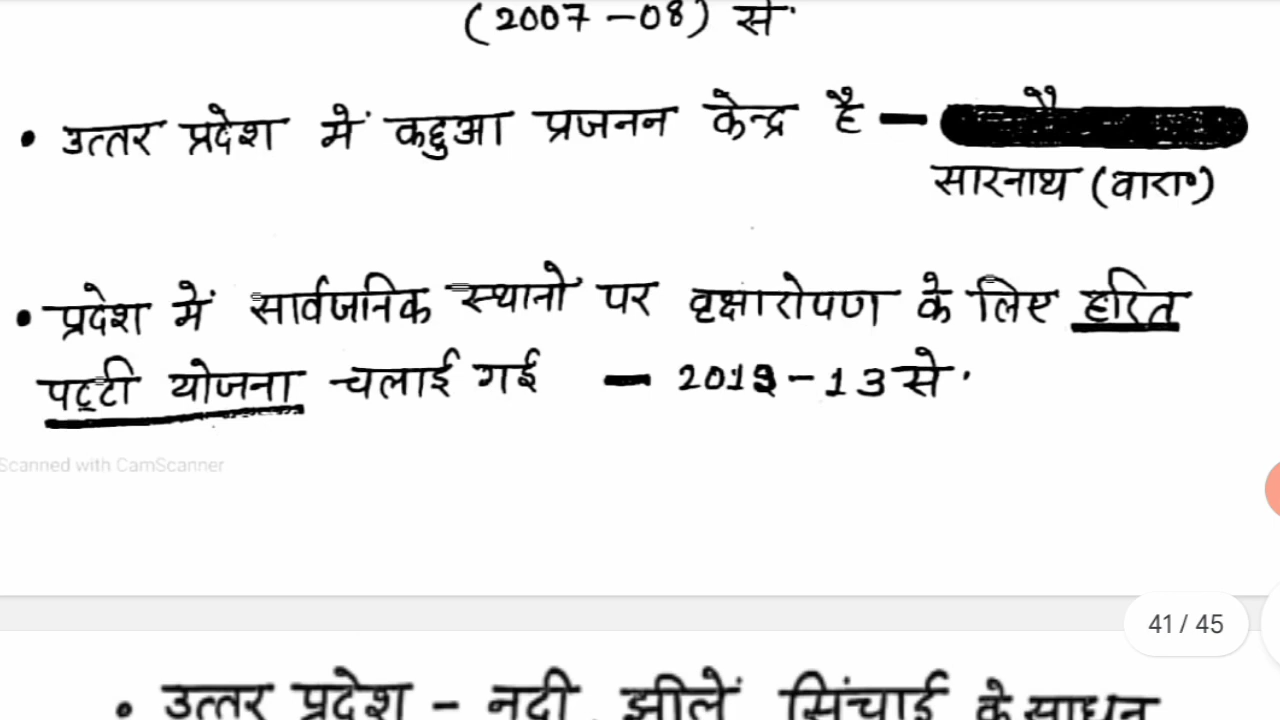 (2007-08) से.
• उत्तर प्रदेश में कछुआ प्रजनन केन्द्र है -
सारनाथ (वारा॰)
• प्रदेश में सार्वजनिक स्थानों पर वृक्षारोपण के लिए हरित
पट्टी योजना चलाई गई - 2012-13 से.
Scanned with CamScanner
41 / 45
• उत्तर प्रदेश - नदी, झीलें, सिंचाई के साधन